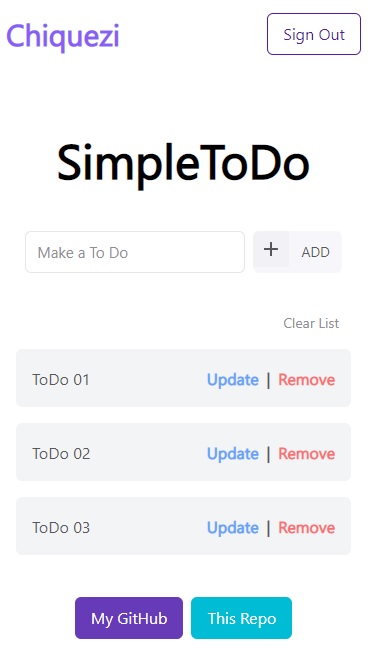 Chiquezi Sign Out
SimpleToDo
Make a To Do + ADD
Clear List
ToDo 01 Update | Remove
ToDo 02 Update | Remove
ToDo 03 Update | Remove
My GitHub This Repo